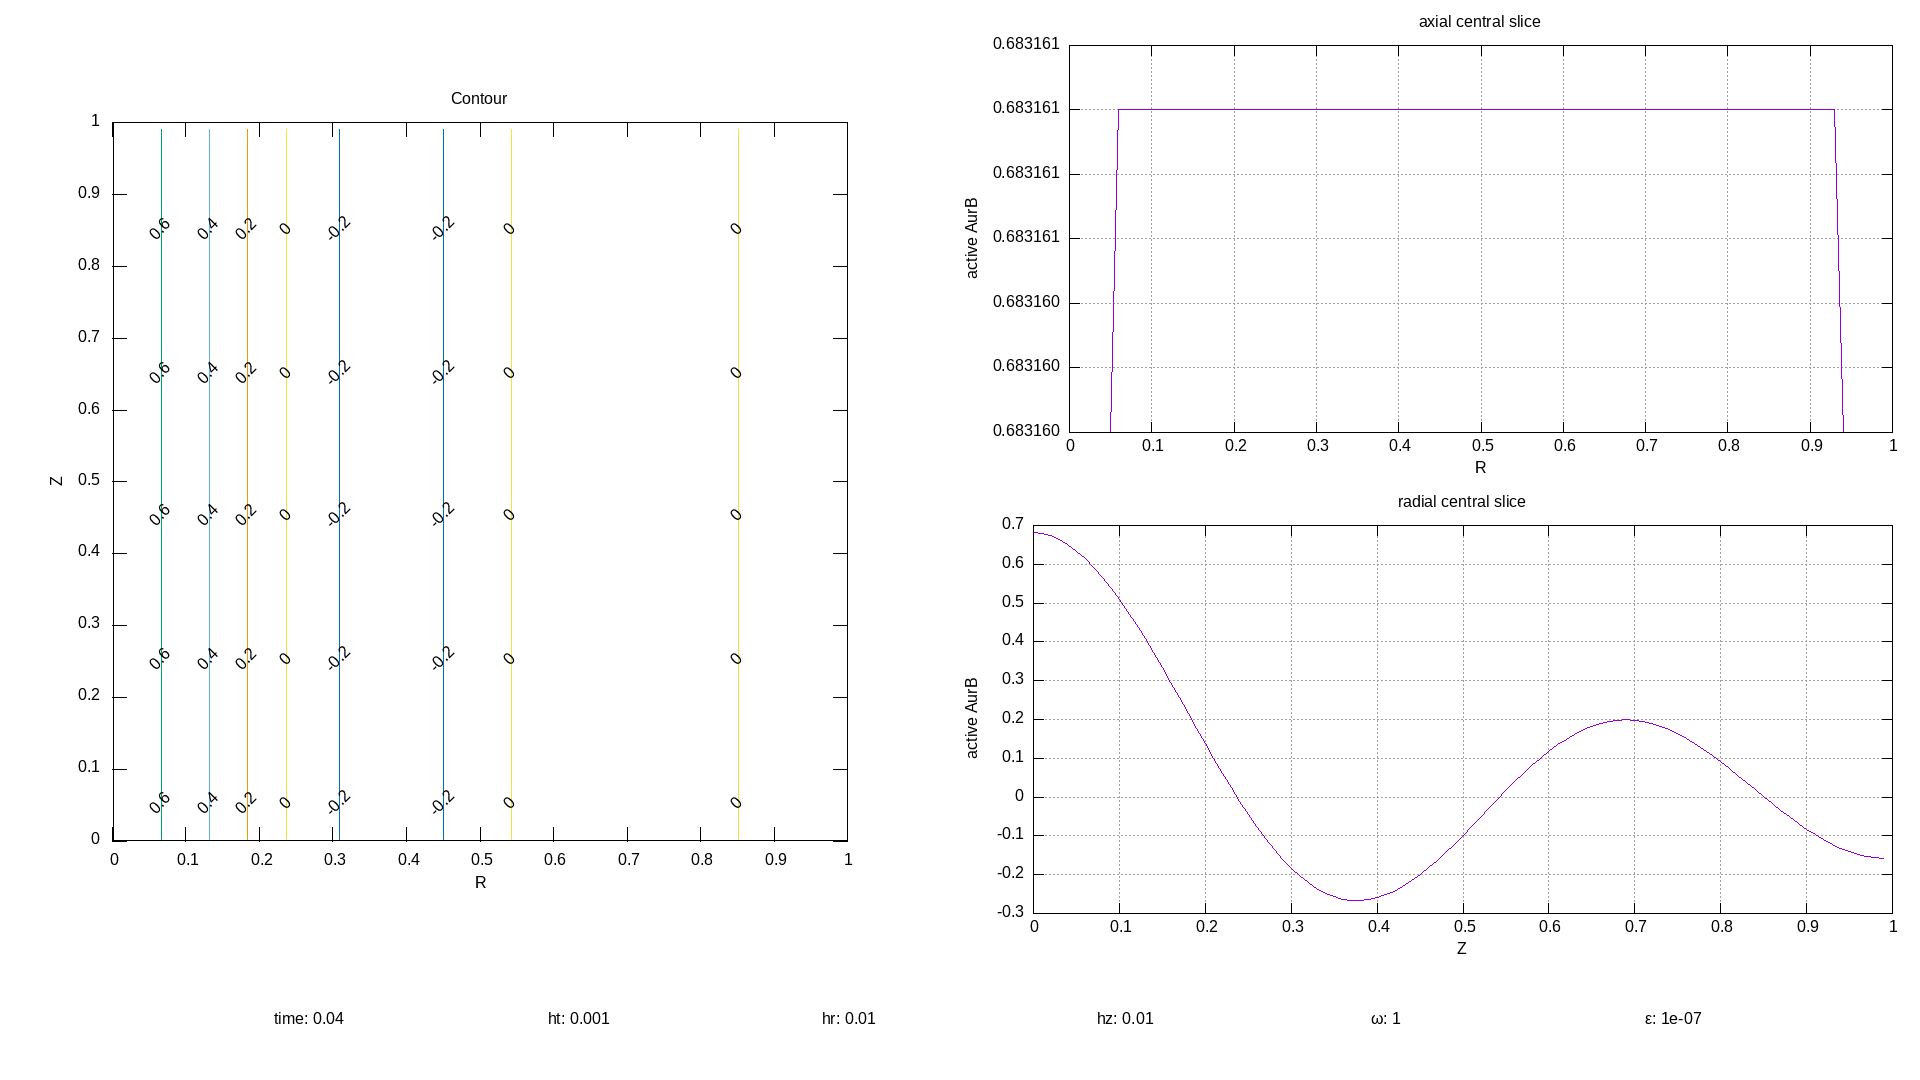 Contour
1
0.9
0.8
0.7
0.6
0.5
0.4
0.3
0.2
0.1
0
Z
0.6 0.4 0.2 0 -0.2 -0.2 0 0
0.6 0.4 0.2 0 -0.2 -0.2 0 0
0.6 0.4 0.2 0 -0.2 -0.2 0 0
0.6 0.4 0.2 0 -0.2 -0.2 0 0
0.6 0.4 0.2 0 -0.2 -0.2 0 0
0 0.1 0.2 0.3 0.4 0.5 0.6 0.7 0.8 0.9 1
R
axial central slice
0.683161
0.683161
0.683161
0.683161
0.683160
0.683160
0.683160
active AurB
0 0.1 0.2 0.3 0.4 0.5 0.6 0.7 0.8 0.9 1
R
radial central slice
0.7
0.6
0.5
0.4
0.3
0.2
0.1
0
-0.1
-0.2
-0.3
active AurB
0 0.1 0.2 0.3 0.4 0.5 0.6 0.7 0.8 0.9 1
Z
time: 0.04 ht: 0.001 hr: 0.01 hz: 0.01 ω: 1 ε: 1e-07